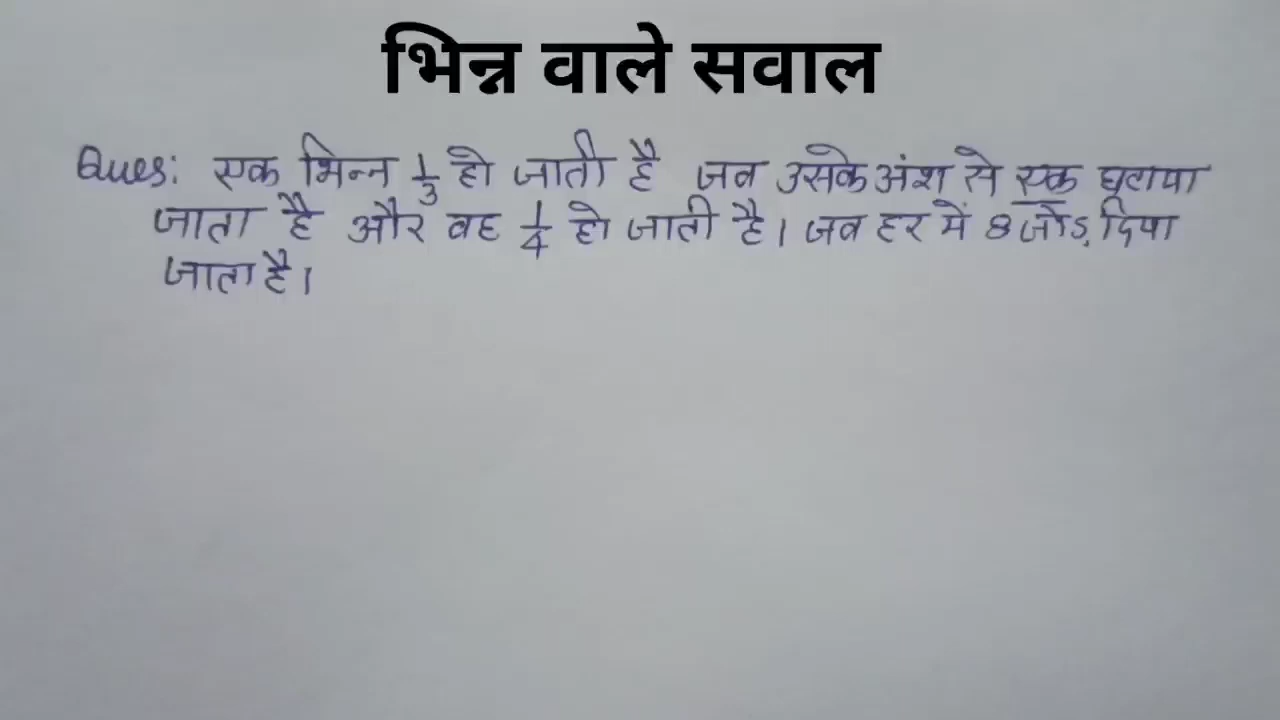 भिन्न वाले सवाल
Ques: एक भिन्न 1/3 हो जाती है जब उसके अंश से एक घटाया
जाता है और वह 1/4 हो जाती है। जब हर में 8 जोड़ दिया
जाता है।